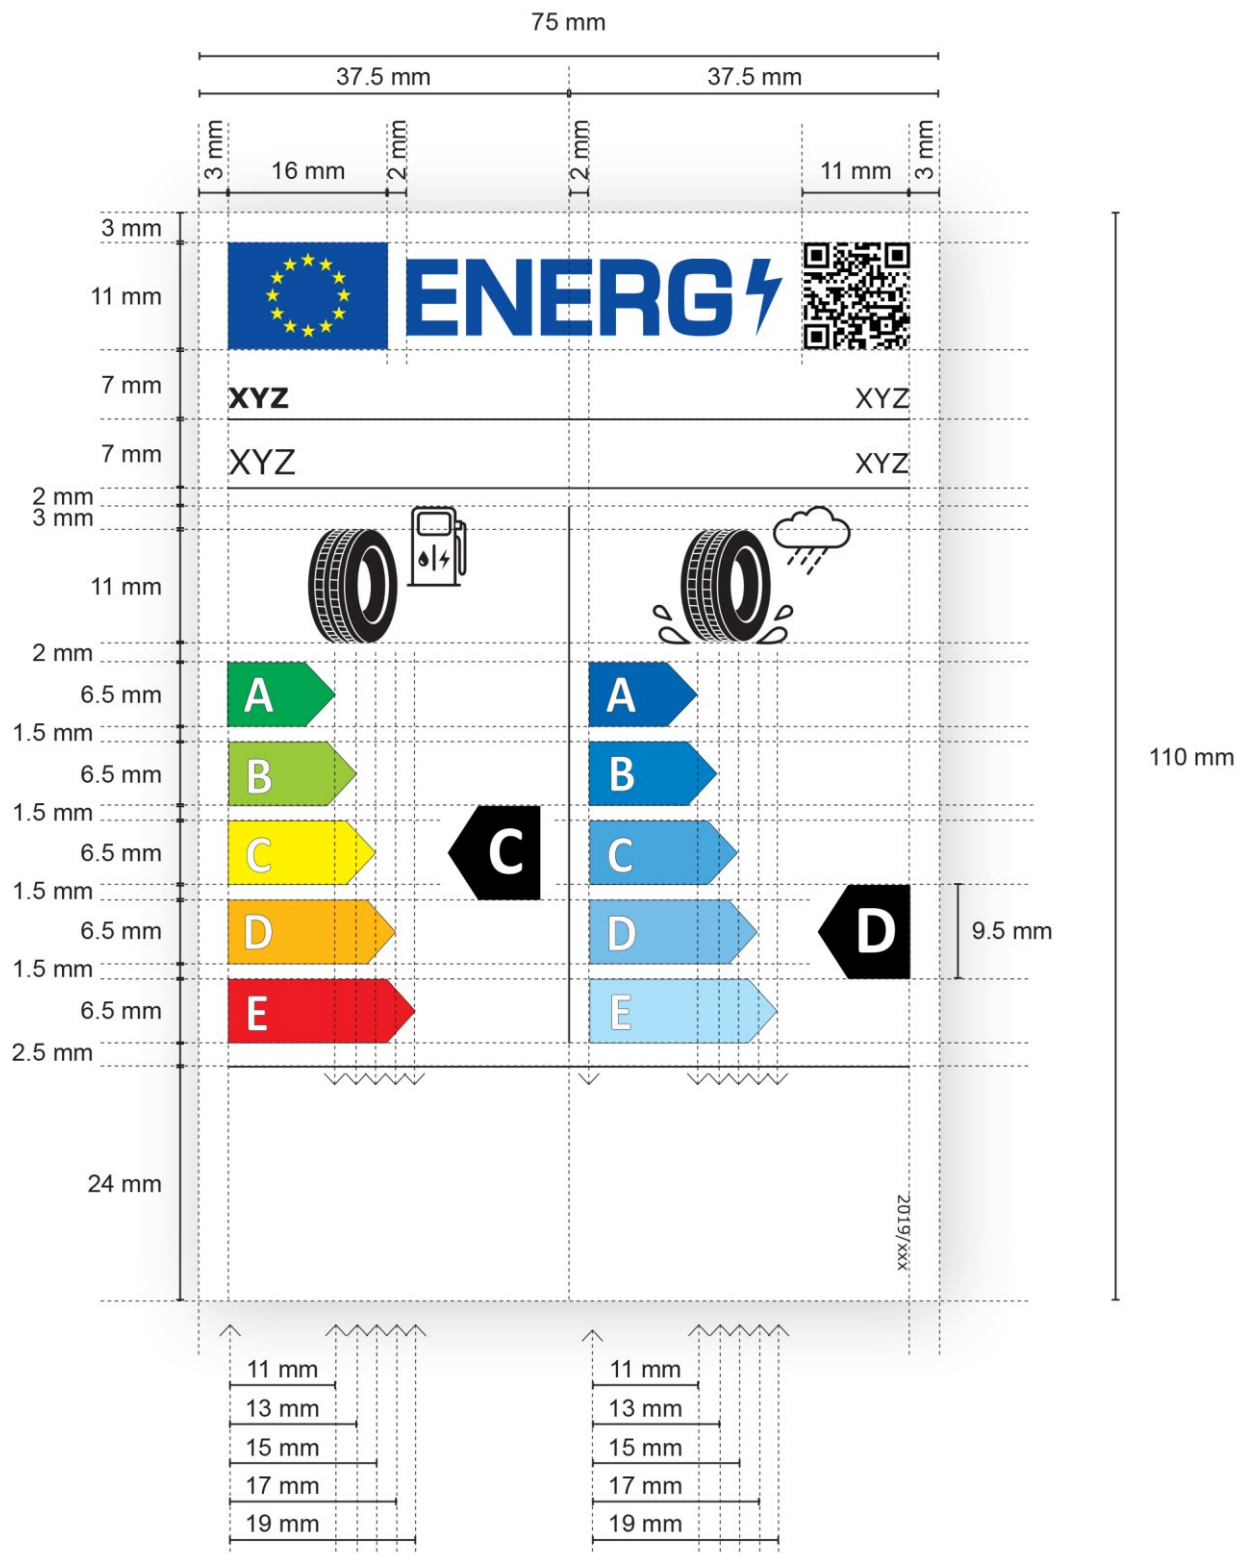 75 mm
37.5 mm 37.5 mm
3 mm 16 mm 2 mm 2 mm 11 mm 3 mm
3 mm
11 mm ENERG
7 mm XYZ XYZ
7 mm XYZ XYZ
2 mm
3 mm
11 mm
2 mm
6.5 mm A A
1.5 mm
6.5 mm B B
110 mm
1.5 mm
6.5 mm C C C
1.5 mm
6.5 mm D D D 9.5 mm
1.5 mm
6.5 mm E E
2.5 mm
24 mm
2019/xxx
11 mm 11 mm
13 mm 13 mm
15 mm 15 mm
17 mm 17 mm
19 mm 19 mm